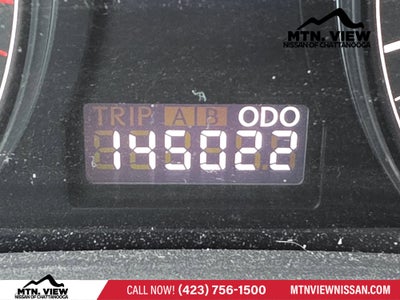 MTN. VIEW
NISSAN OF CHATTANOOGA
TRIP A B ODO
145022
MTN. VIEW
NISSAN OF CHATTANOOGA
CALL NOW! (423) 756-1500
MTNVIEWNISSAN.COM